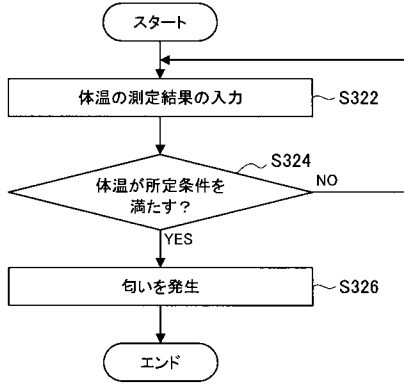 スタート
体温の測定結果の入力
S322
S324
体温が所定条件を
満たす？
NO
YES
匂いを発生
S326
エンド